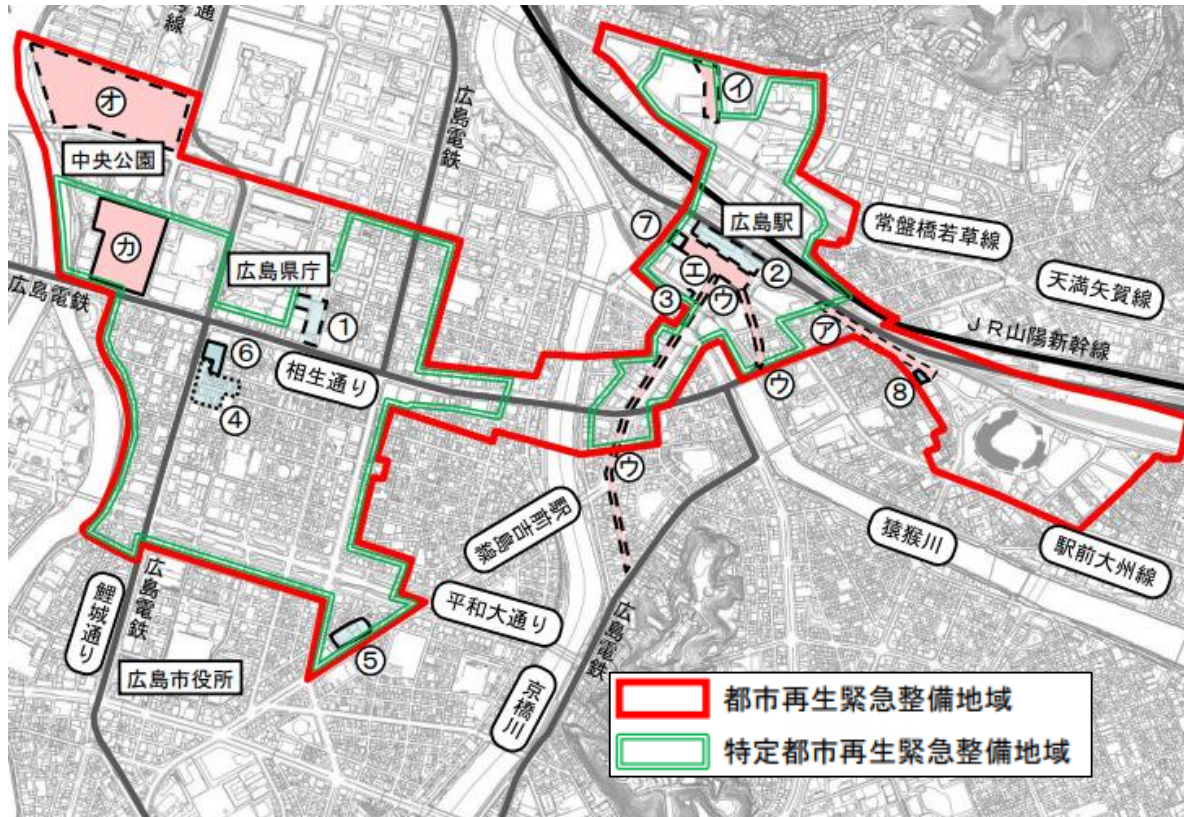 通
線
㋔
中央公園
㋕
広島電鉄
広島電鉄
広島県庁
①
⑥
相生通り
④
㋑
⑦
広島駅
常盤橋若草線
㋓
②
③
㋒
天満矢賀線
㋐
JR山陽新幹線
㋒
⑧
㋒
駅前吉島線
猿猴川
駅前大州線
鯉城通り
広島電鉄
平和大通り
⑤
広島市役所
京橋川
広島電鉄
都市再生緊急整備地域
特定都市再生緊急整備地域